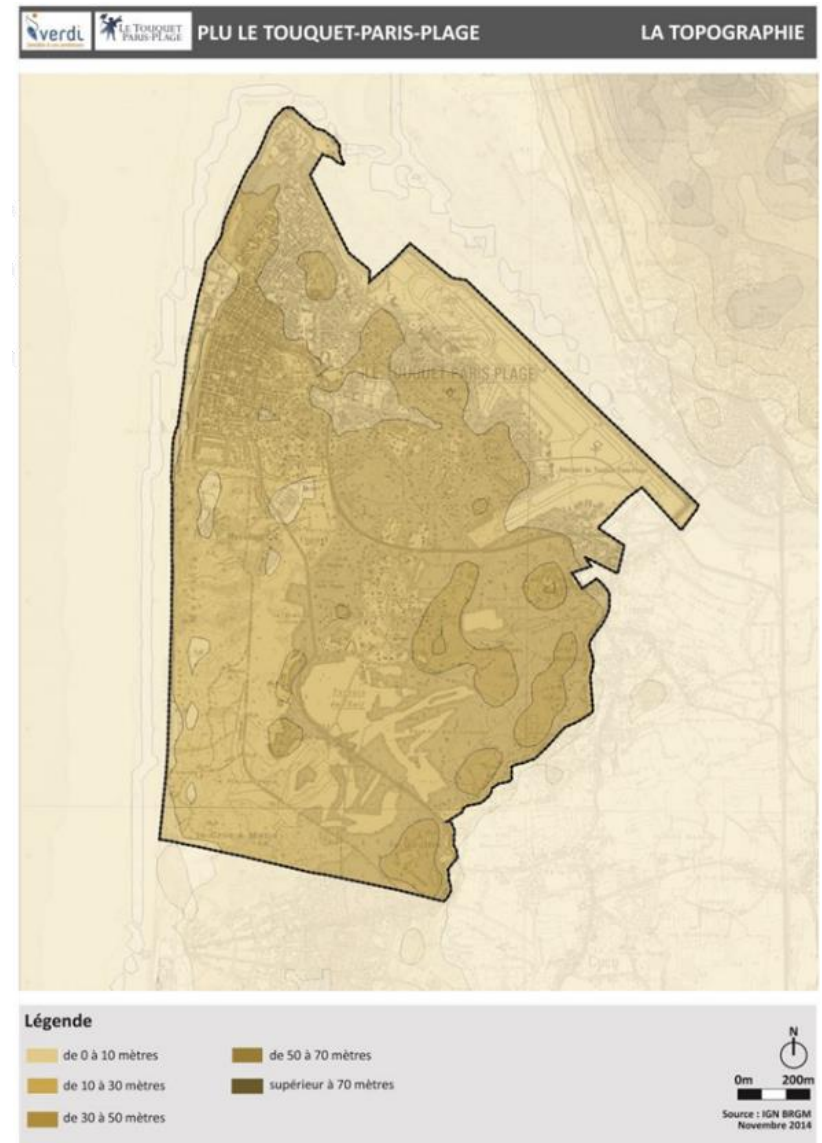 verdi
LE TOUQUET
PARIS-PLAGE
PLU LE TOUQUET-PARIS-PLAGE
LA TOPOGRAPHIE
LE TOUQUET-PARIS-PLAGE
Cucq
Légende
de 0 à 10 mètres
de 10 à 30 mètres
de 30 à 50 mètres
de 50 à 70 mètres
supérieur à 70 mètres
N
0m 200m
Source : IGN BRGM
Novembre 2014